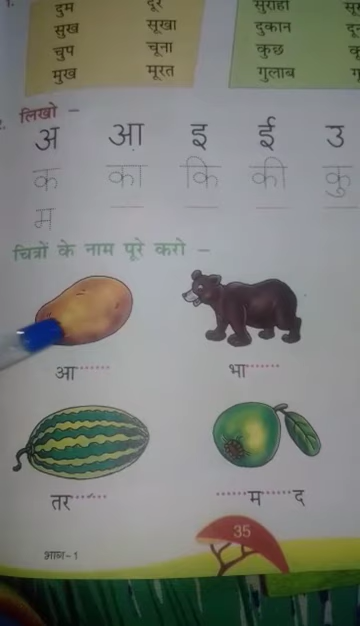 दुम दूर सुराही
सुख सूखा दुकान
चुप चूना कुछ
मुख मूरत गुलाब
लिखो –
अ आ इ ई उ
क का कि की कु
म
चित्रों के नाम पूरे करो –
आ....... भा.......
तर....... ......म......द
35
भाग-1